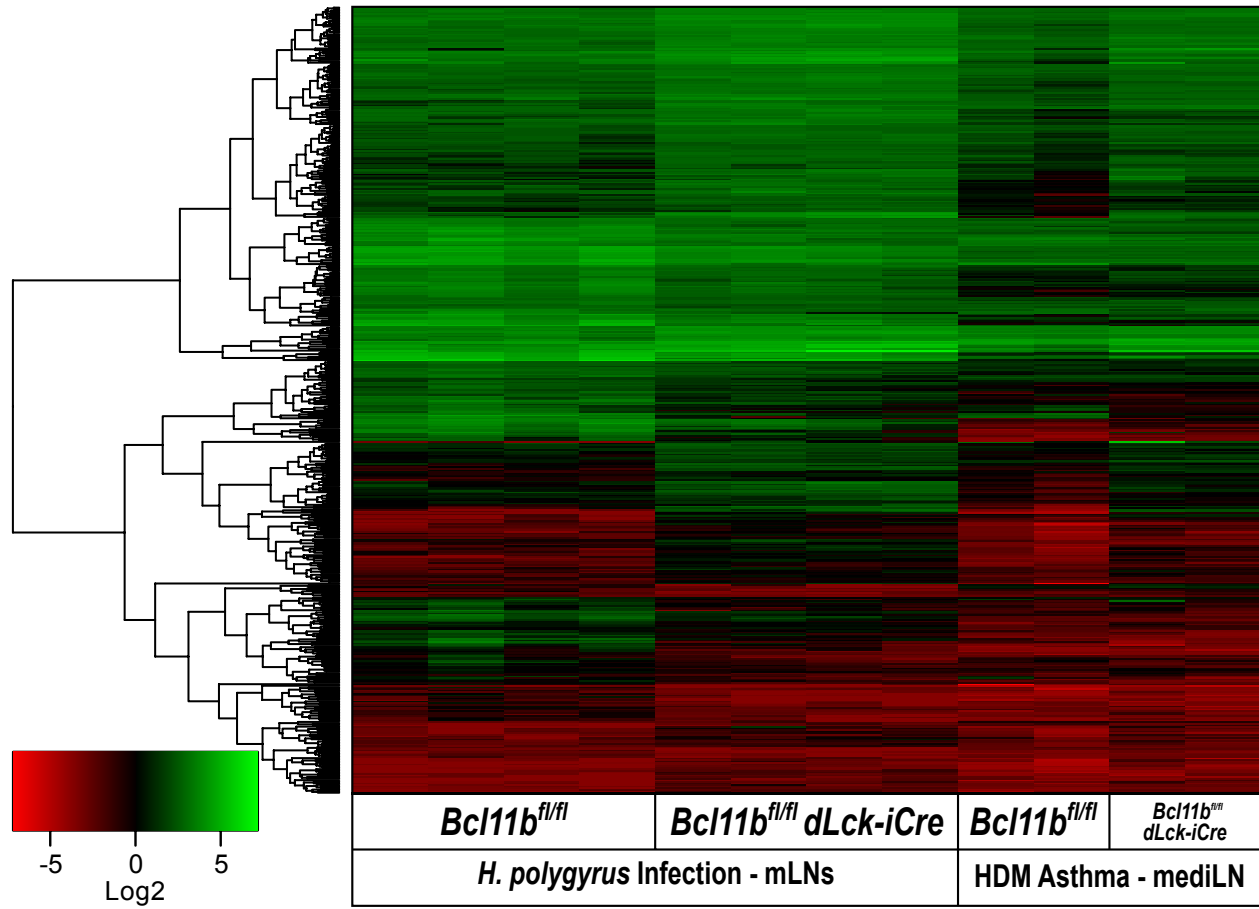 Bcl11bfl/fl
Bcl11bfl/fl dLck-iCre
Bcl11bfl/fl
Bcl11bfl/fl
dLck-iCre
H. polygyrus Infection - mLNs
HDM Asthma - mediLN
-5 0 5
Log2